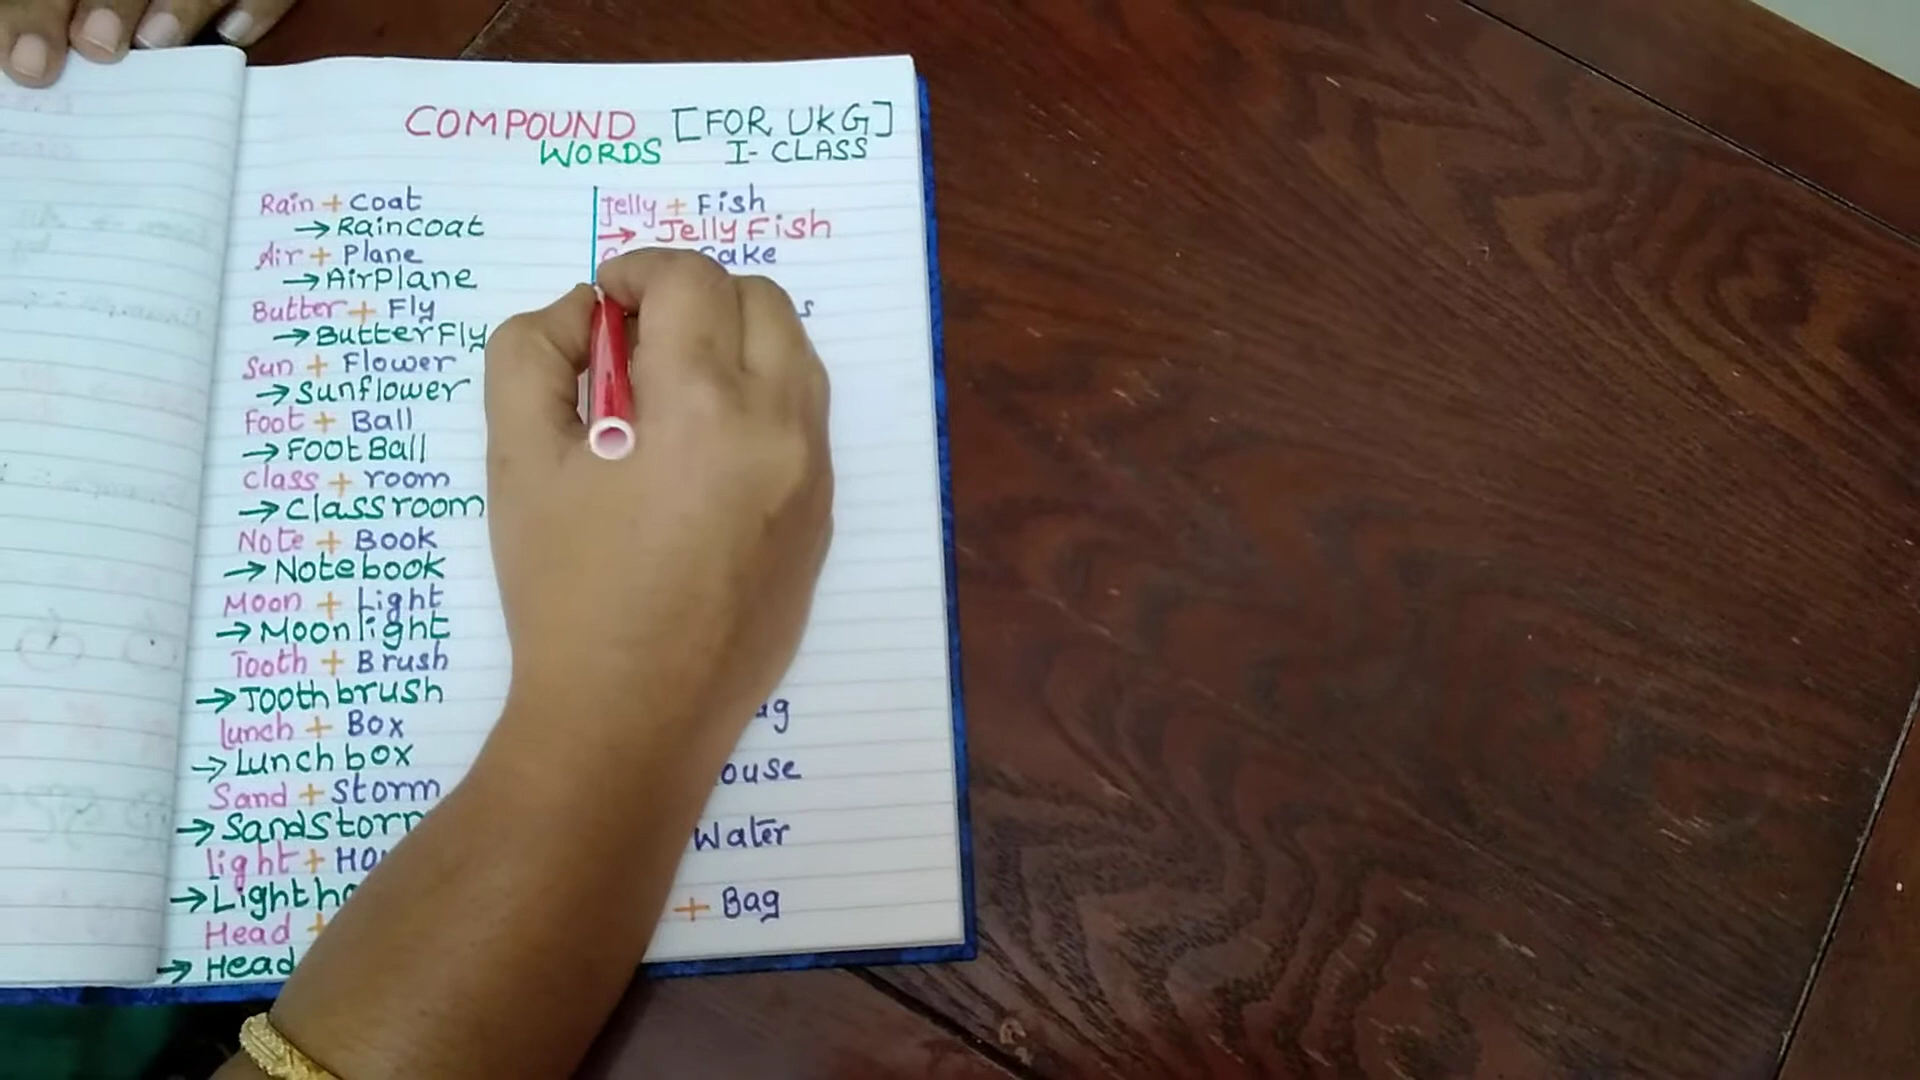 COMPOUND [FOR UKG]
WORDS I- CLASS
Rain + Coat
→ Raincoat
Air + Plane
→ AirPlane
Butter + Fly
→ ButterFly
Sun + Flower
→ Sunflower
Foot + Ball
→ FootBall
Class + room
→ Classroom
Note + Book
→ Notebook
Moon + Light
→ Moonlight
Tooth + Brush
→ Toothbrush
lunch + Box
→ Lunchbox
Sand + Storm
→
light +
→
Head
→ Head
Jelly + Fish
→ JellyFish
Cake
Water
+ Bag